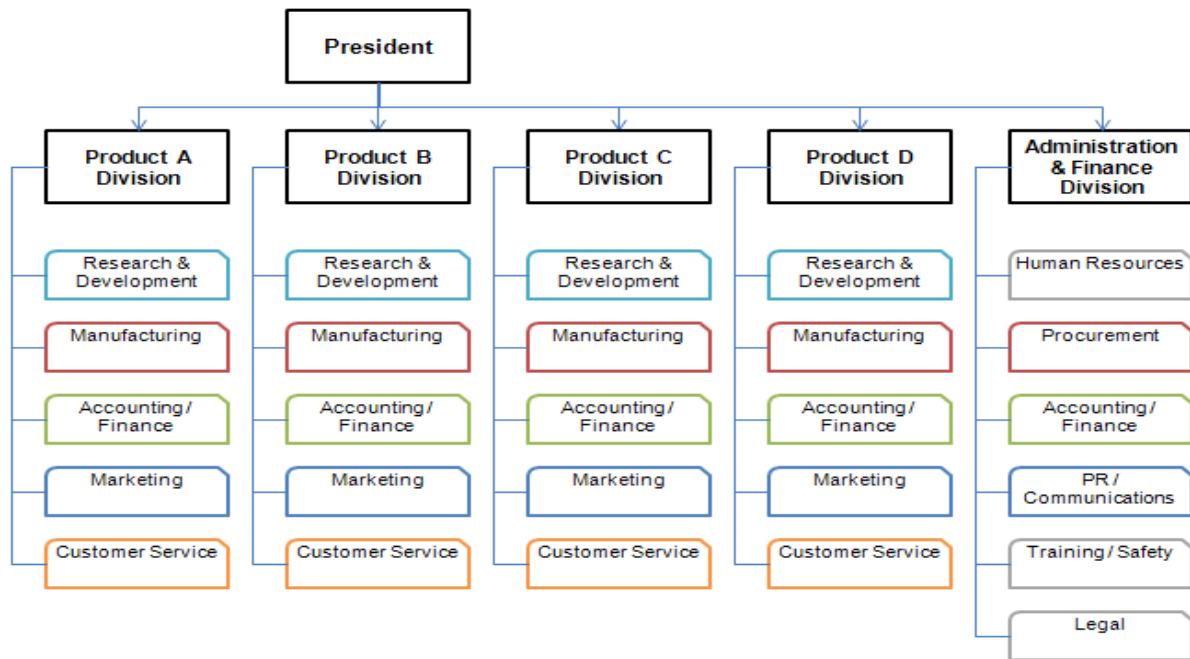 President
Product A
Division
Product B
Division
Product C
Division
Product D
Division
Administration
& Finance
Division
Research &
Development
Research &
Development
Research &
Development
Research &
Development
Human Resources
Manufacturing
Manufacturing
Manufacturing
Manufacturing
Procurement
Accounting /
Finance
Accounting /
Finance
Accounting /
Finance
Accounting /
Finance
Accounting /
Finance
Marketing
Marketing
Marketing
Marketing
PR /
Communications
Customer Service
Customer Service
Customer Service
Customer Service
Training / Safety
Legal